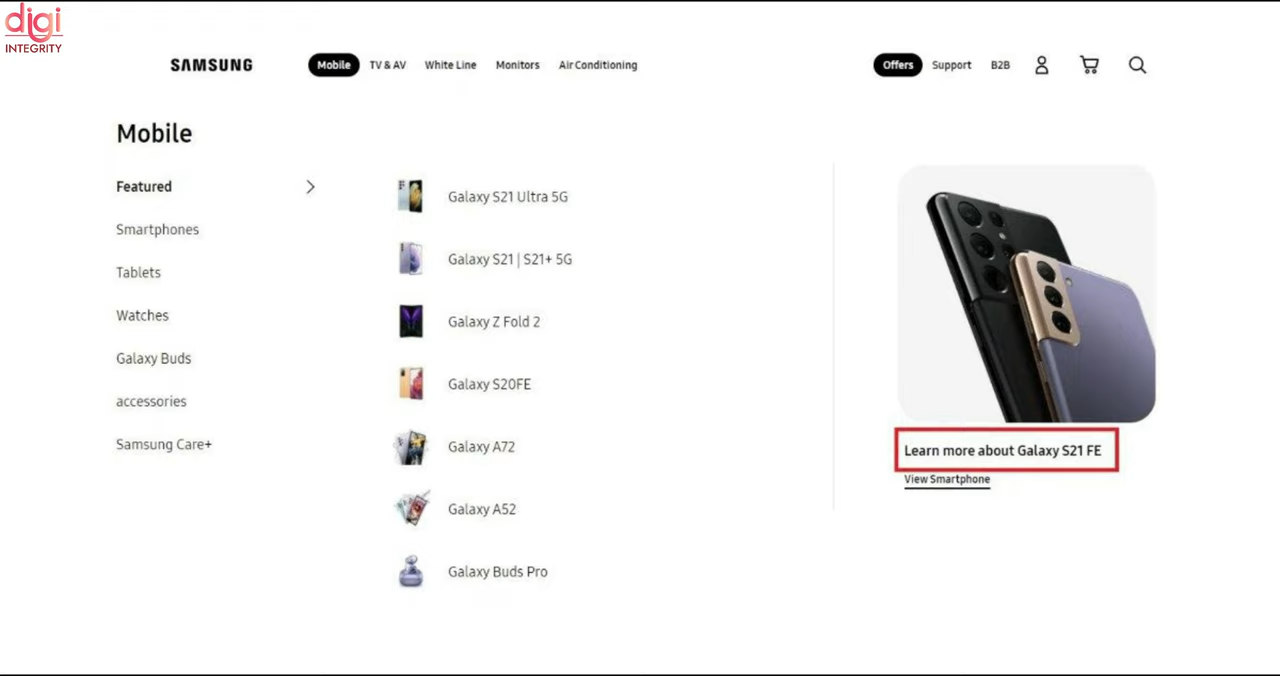 digi
INTEGRITY
SAMSUNG
Mobile TV & AV White Line Monitors Air Conditioning Offers Support B2B
Mobile
Featured
Smartphones
Tablets
Watches
Galaxy Buds
accessories
Samsung Care+
Galaxy S21 Ultra 5G
Galaxy S21 | S21+ 5G
Galaxy Z Fold 2
Galaxy S20FE
Galaxy A72
Galaxy A52
Galaxy Buds Pro
Learn more about Galaxy S21 FE
View Smartphone